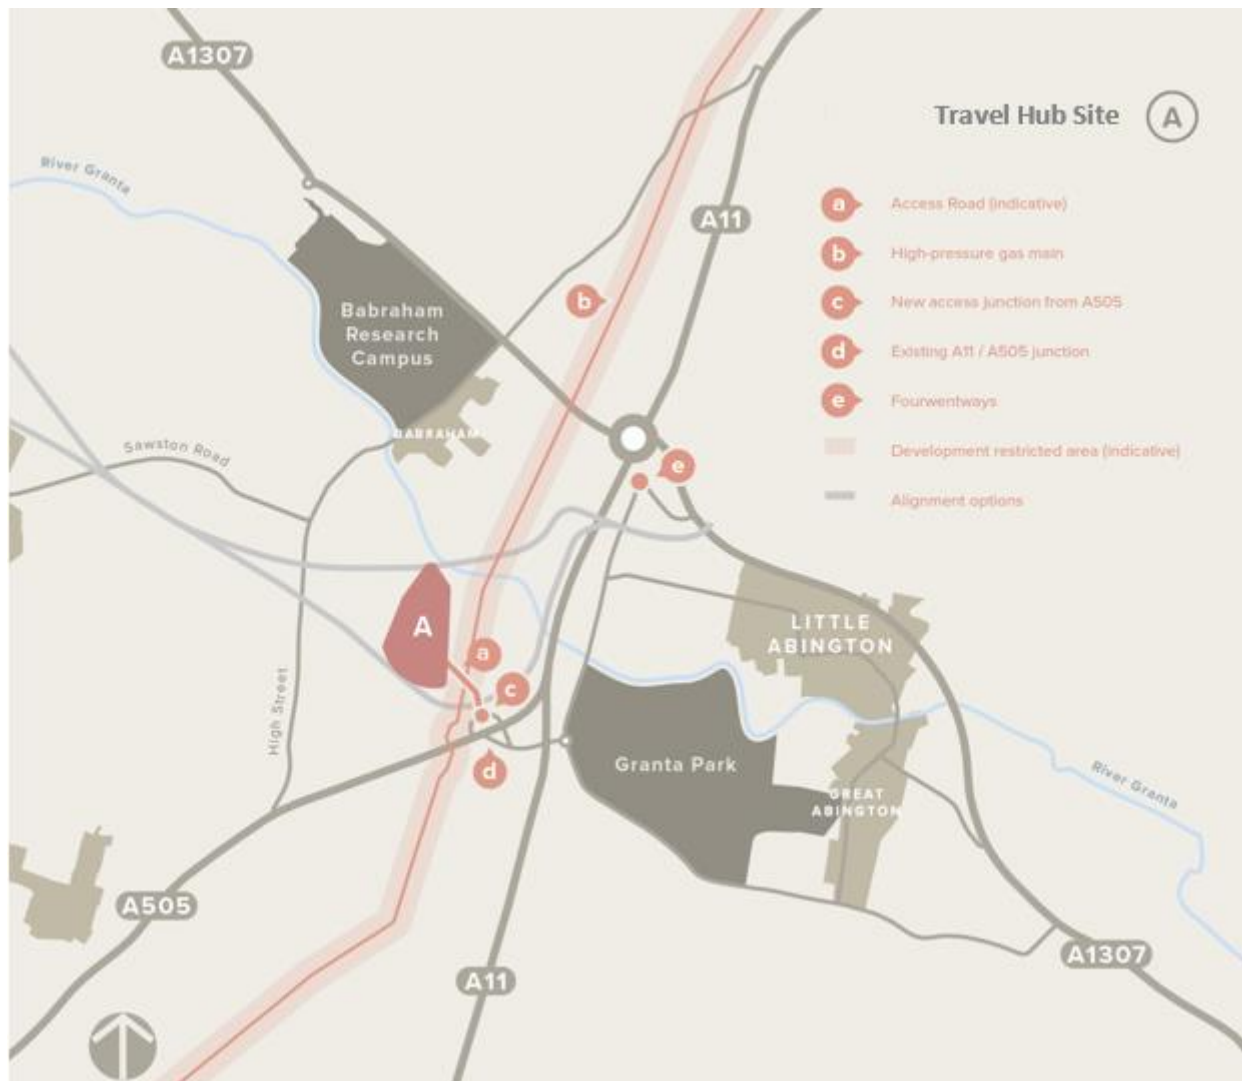 A1307
River Granta
Travel Hub Site A
a Access Road (indicative)
b High-pressure gas main
c New access junction from A505
d Existing A11 / A505 junction
e Fourwentways
Development restricted area (indicative)
Alignment options
A11
b
Babraham
Research
Campus
BABRAHAM
Sawston Road
e
A
a
c
d
High Street
LITTLE
ABINGTON
Granta Park
GREAT
ABINGTON
River Granta
A505
A11
A1307